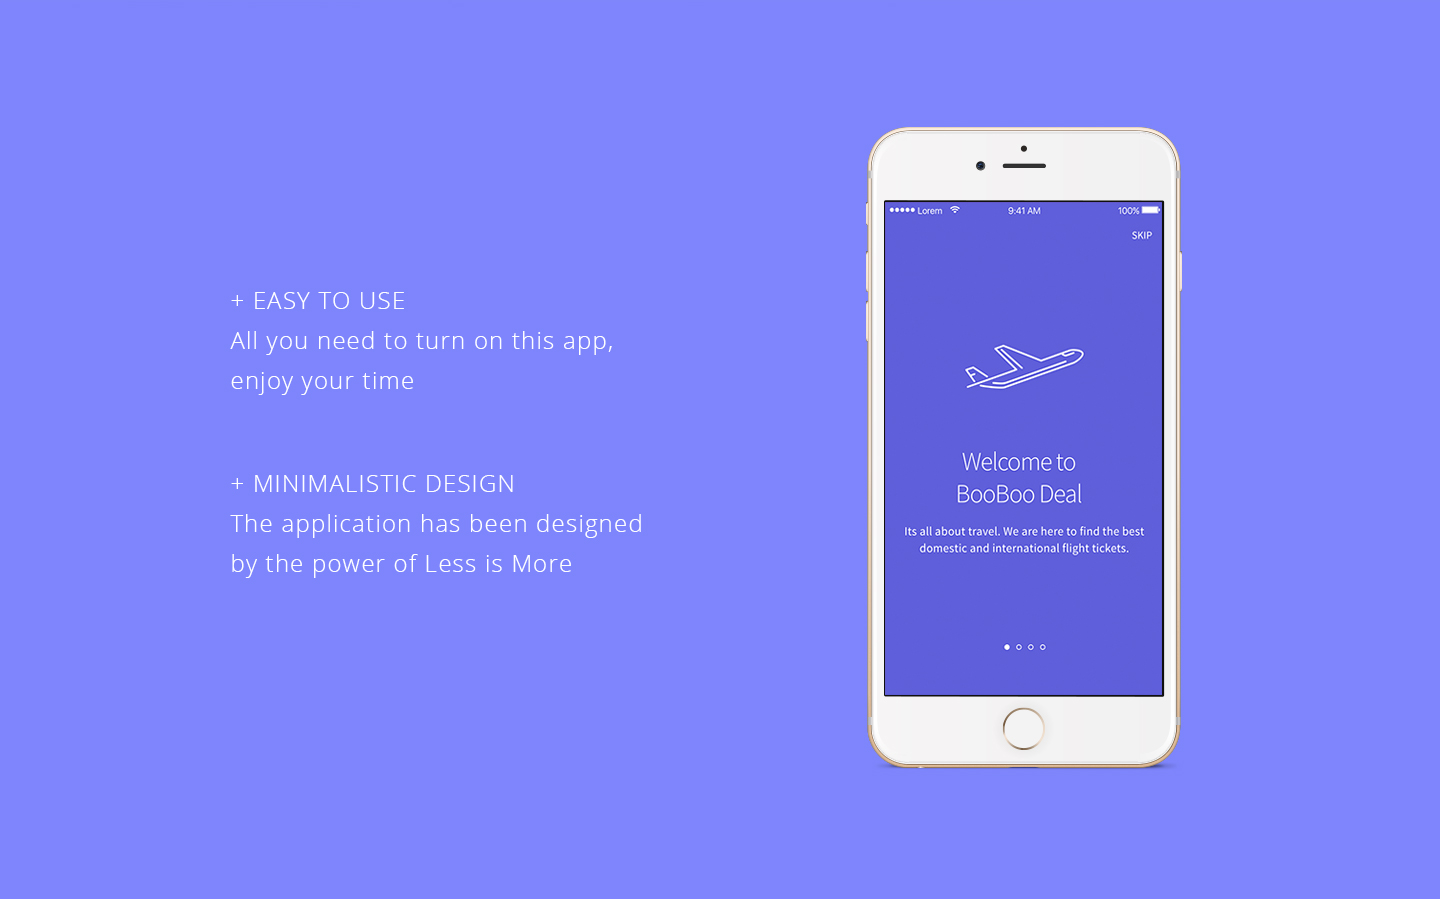 + EASY TO USE
All you need to turn on this app,
enjoy your time
+ MINIMALISTIC DESIGN
The application has been designed
by the power of Less is More
Lorem 9:41 AM 100%
SKIP
Welcome to
BooBoo Deal
Its all about travel. We are here to find the best
domestic and international flight tickets.